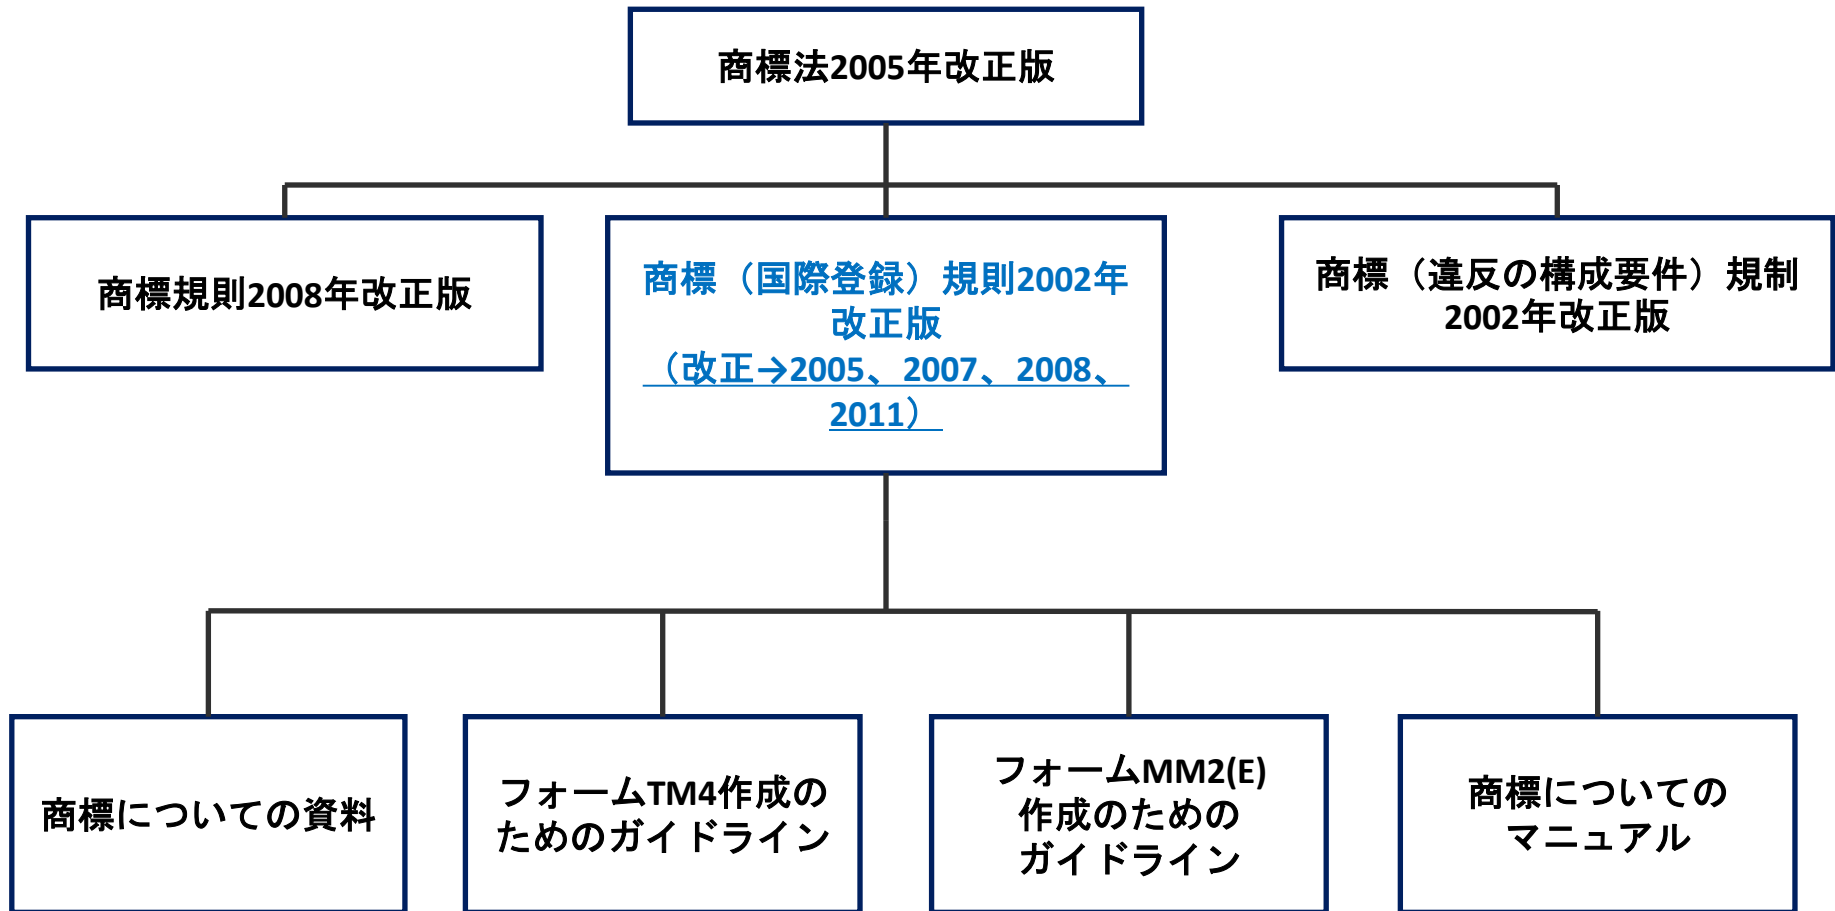 商標法2005年改正版
商標規則2008年改正版
商標（国際登録）規則2002年
改正版
（改正→2005、2007、2008、
2011）
商標（違反の構成要件）規制
2002年改正版
商標についての資料
フォームTM4作成の
ためのガイドライン
フォームMM2(E)
作成のための
ガイドライン
商標についての
マニュアル